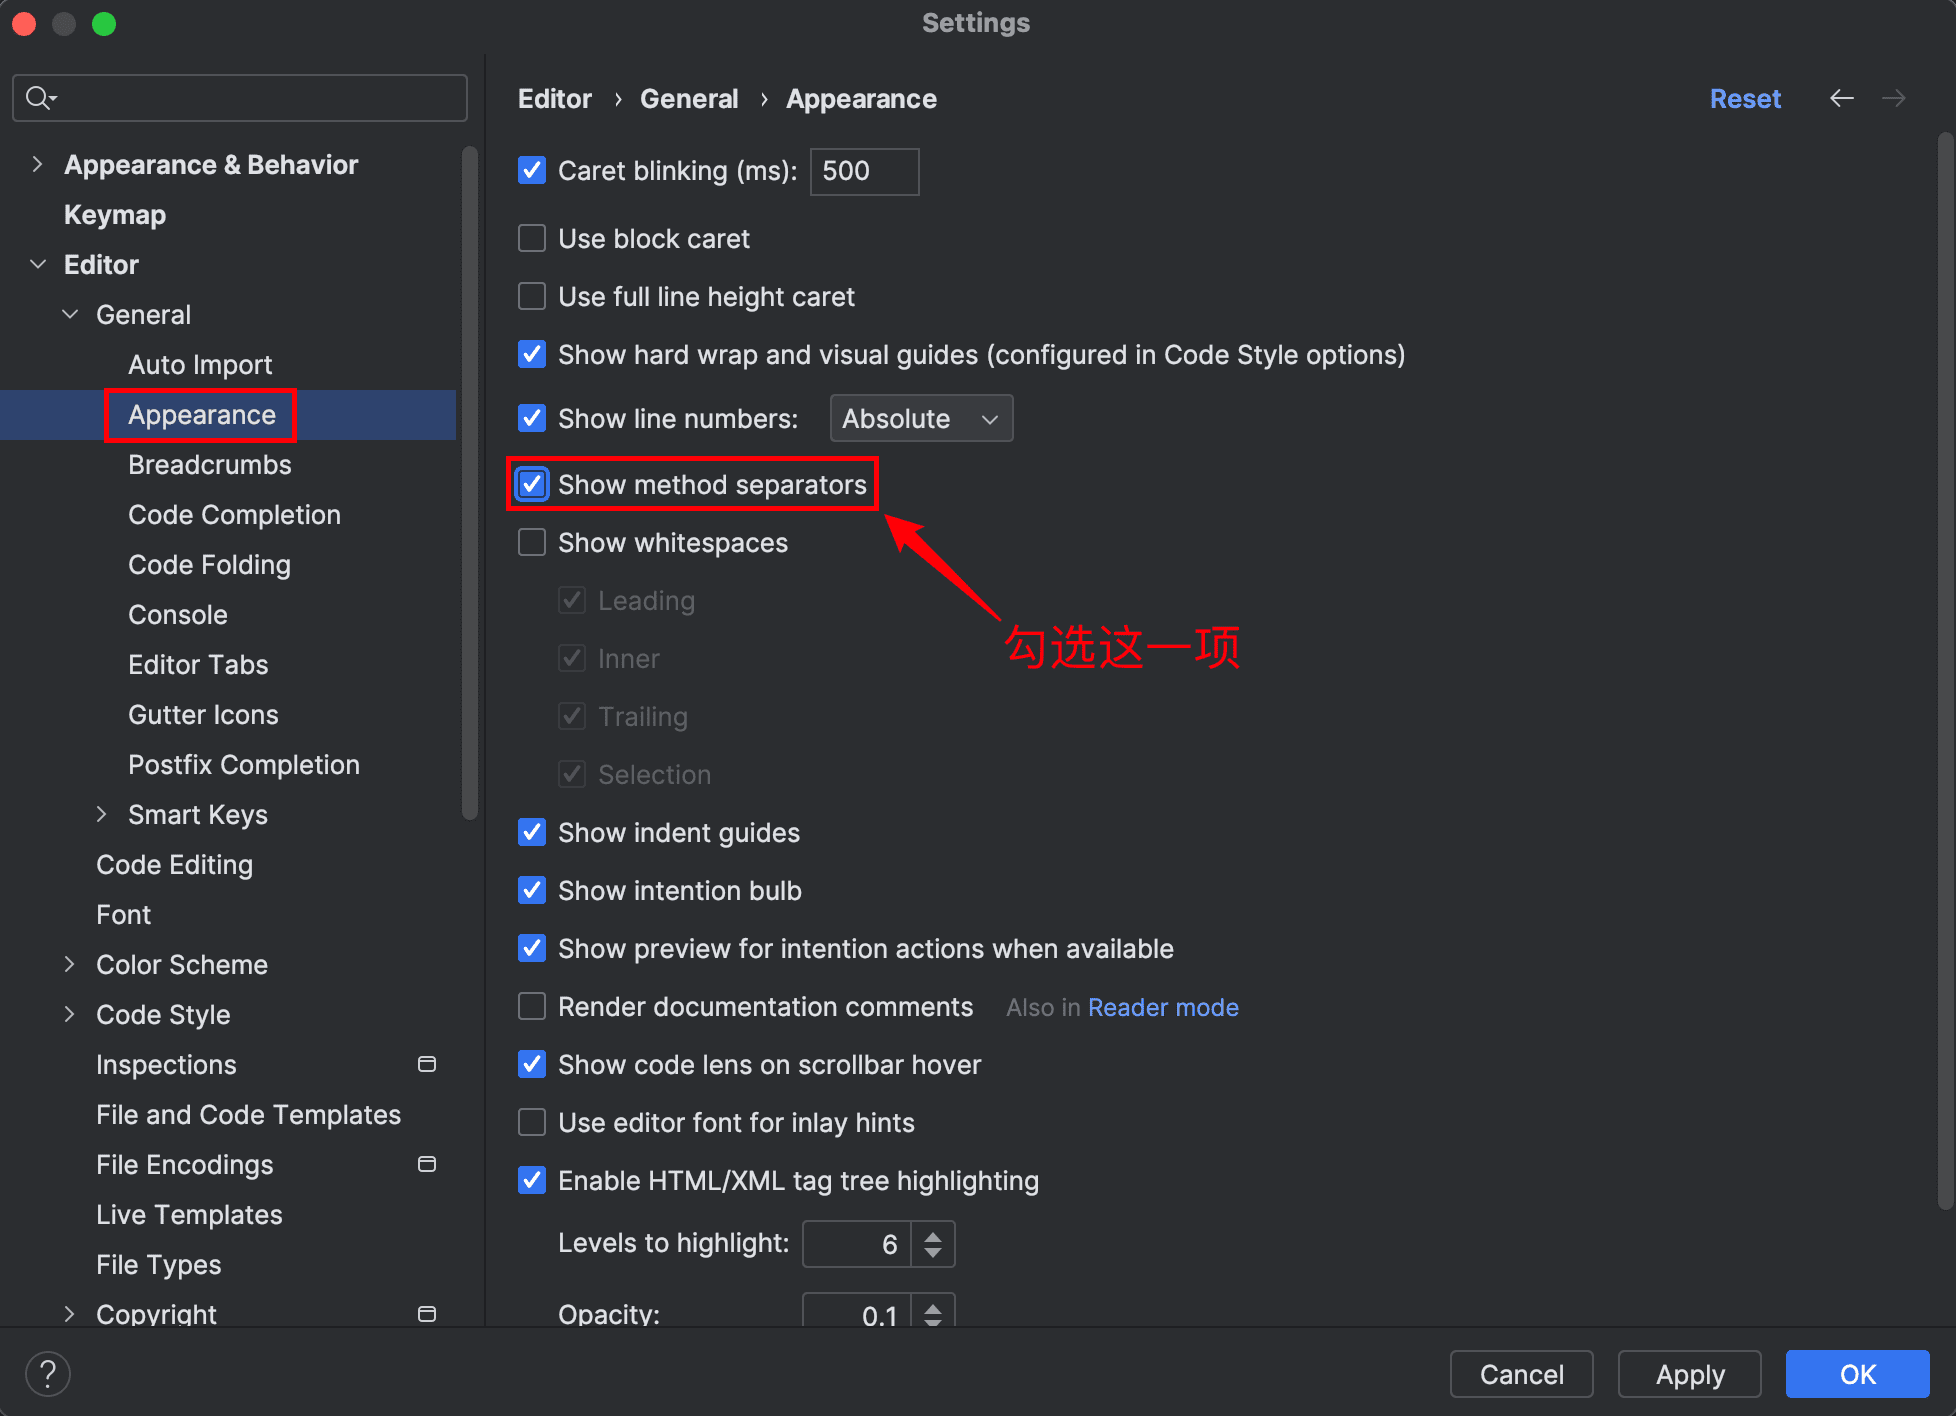 Settings
Appearance & Behavior
Keymap
Editor
General
Auto Import
Appearance
Breadcrumbs
Code Completion
Code Folding
Console
Editor Tabs
Gutter Icons
Postfix Completion
Smart Keys
Code Editing
Font
Color Scheme
Code Style
Inspections
File and Code Templates
File Encodings
Live Templates
File Types
Copyright
Editor › General › Appearance
Reset
Caret blinking (ms): 500
Use block caret
Use full line height caret
Show hard wrap and visual guides (configured in Code Style options)
Show line numbers: Absolute
Show method separators
Show whitespaces
Leading
勾选这一项
Inner
Trailing
Selection
Show indent guides
Show intention bulb
Show preview for intention actions when available
Render documentation comments Also in Reader mode
Show code lens on scrollbar hover
Use editor font for inlay hints
Enable HTML/XML tag tree highlighting
Levels to highlight: 6
Opacity: 0.1
?
Cancel
Apply
OK